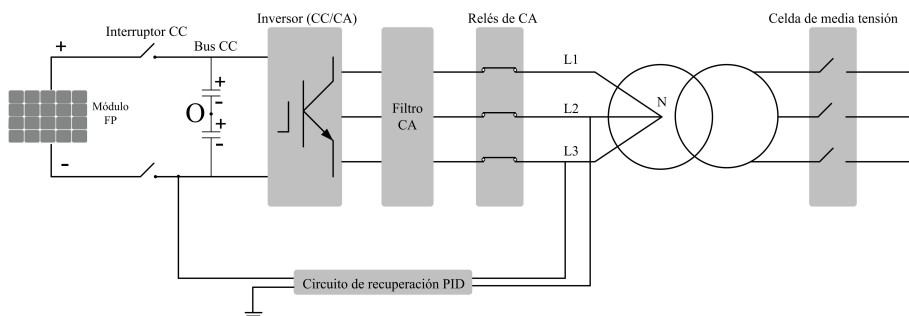 Inversor (CC/CA)
Relés de CA
Celda de media tensión
Interruptor CC
Bus CC
+
+
-
O
+
-
-
Módulo
FP
Filtro
CA
L1
L2
L3
N
Circuito de recuperación PID